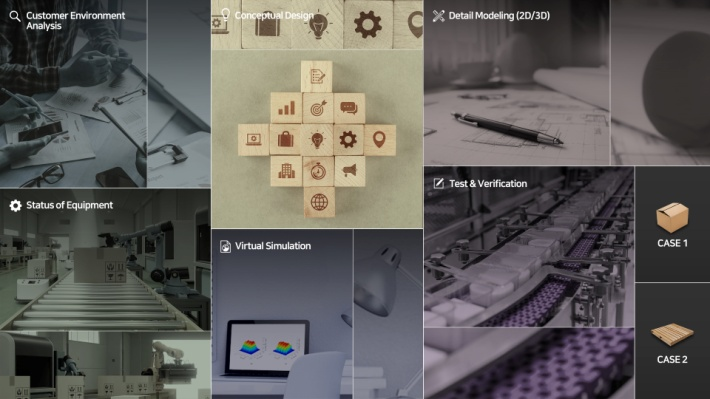 Customer Environment
Analysis
Conceptual Design
Detail Modeling (2D/3D)
Status of Equipment
Virtual Simulation
Test & Verification
CASE 1
CASE 2